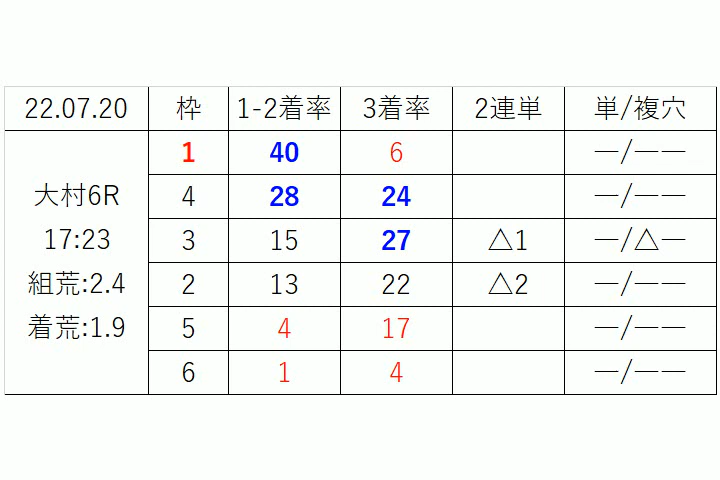 22.07.20 枠 1-2着率 3着率 2連単 単/複穴
1 40 6 —/——
大村6R 4 28 24 —/——
17:23 3 15 27 △1 —/△—
組荒:2.4 2 13 22 △2 —/——
着荒:1.9 5 4 17 —/——
6 1 4 —/——